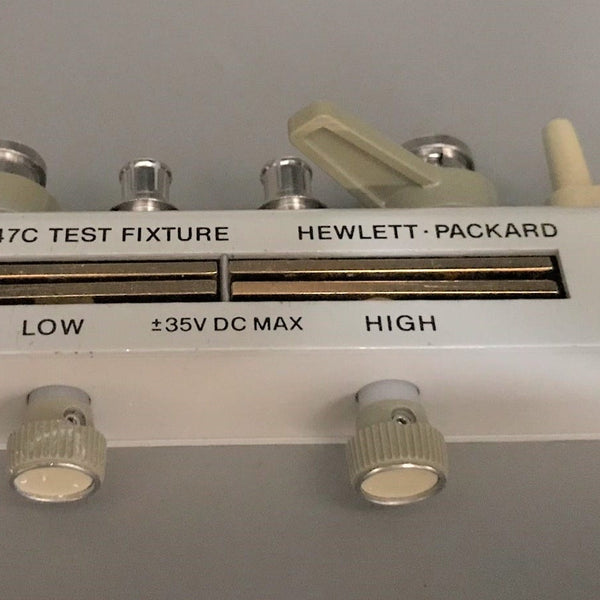 47C TEST FIXTURE HEWLETT·PACKARD
LOW ±35V DC MAX HIGH